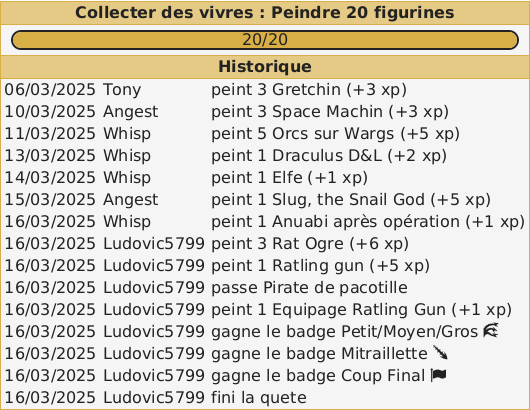 Collecter des vivres : Peindre 20 figurines
20/20
Historique
06/03/2025 Tony peint 3 Gretchin (+3 xp)
10/03/2025 Angest peint 3 Space Machin (+3 xp)
11/03/2025 Whisp peint 5 Orcs sur Wargs (+5 xp)
13/03/2025 Whisp peint 1 Draculus D&L (+2 xp)
14/03/2025 Whisp peint 1 Elfe (+1 xp)
15/03/2025 Angest peint 1 Slug, the Snail God (+5 xp)
16/03/2025 Whisp peint 1 Anuabi après opération (+1 xp)
16/03/2025 Ludovic5799 peint 3 Rat Ogre (+6 xp)
16/03/2025 Ludovic5799 peint 1 Ratling gun (+5 xp)
16/03/2025 Ludovic5799 passe Pirate de pacotille
16/03/2025 Ludovic5799 peint 1 Equipage Ratling Gun (+1 xp)
16/03/2025 Ludovic5799 gagne le badge Petit/Moyen/Gros
16/03/2025 Ludovic5799 gagne le badge Mitraillette
16/03/2025 Ludovic5799 gagne le badge Coup Final
16/03/2025 Ludovic5799 fini la quete